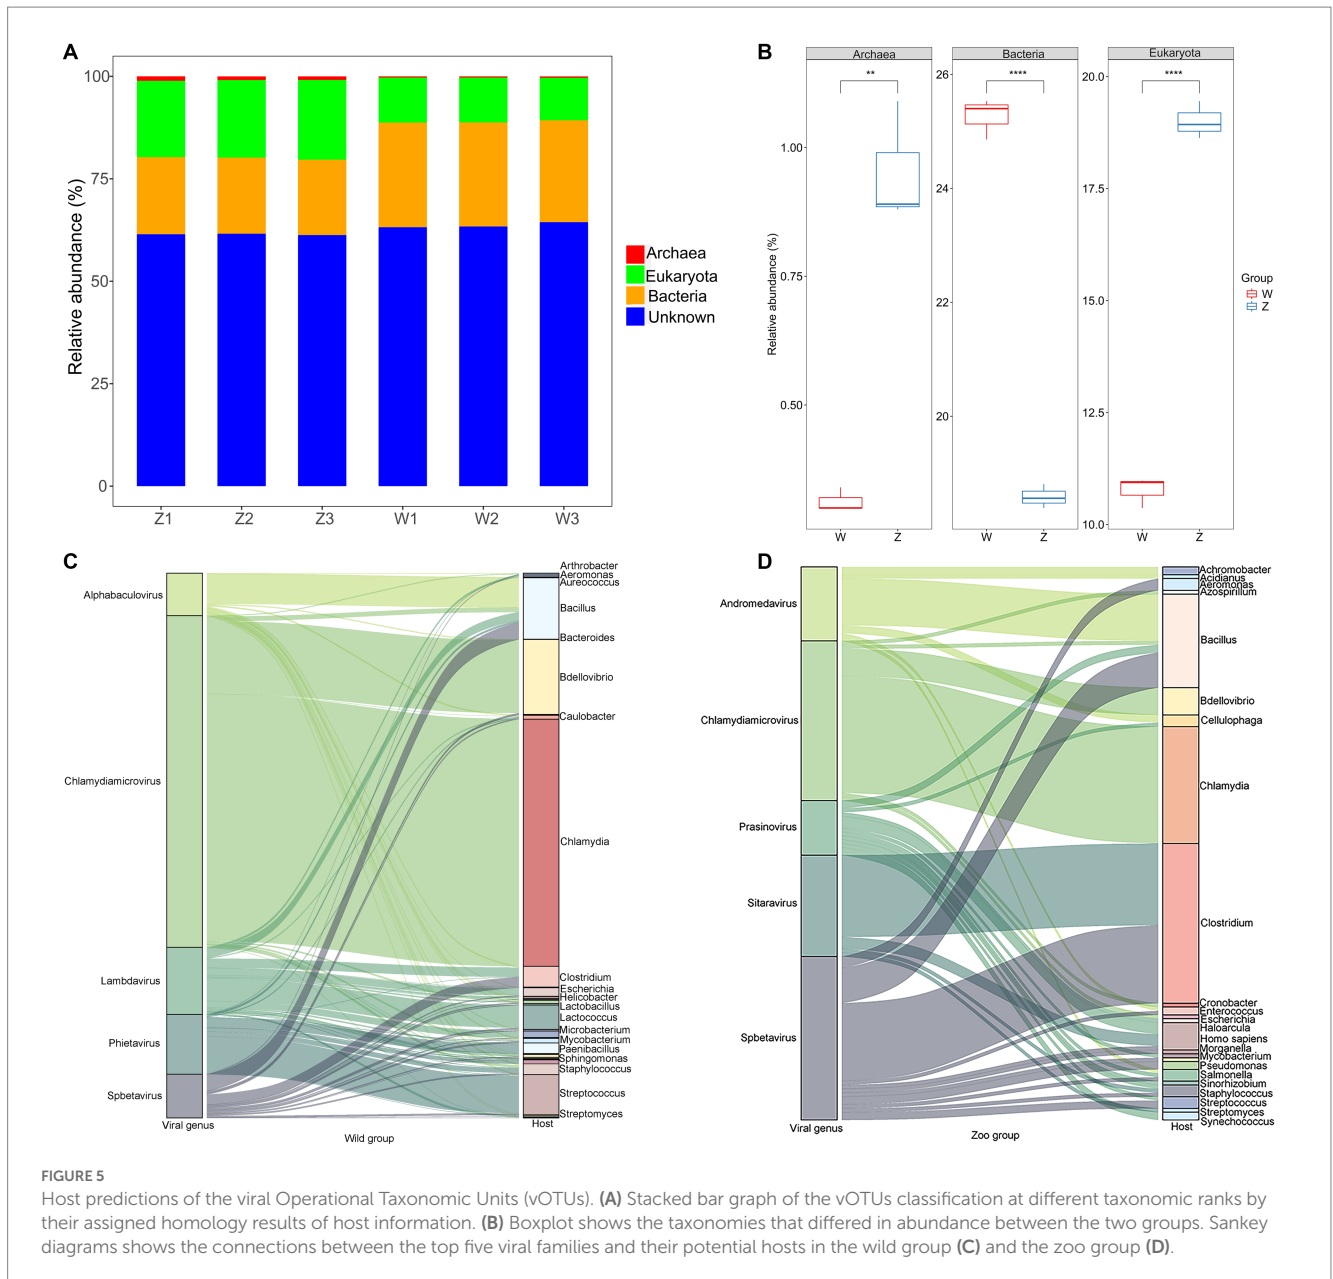 A
Relative abundance (%)
100
75
50
25
0
Z1
Z2
Z3
W1
W2
W3
Archaea
Eukaryota
Bacteria
Unknown
B
Relative abundance (%)
Archaea
**
1.00
0.75
0.50
W
Z
Bacteria
****
26
24
22
20
W
Z
Eukaryota
****
20.0
17.5
15.0
12.5
10.0
W
Z
Group
W
Z
C
Alphabaculovirus
Chlamydiamicrovirus
Lambdavirus
Phietavirus
Spbetavirus
Viral genus
Wild group
Arthrobacter
Aeromonas
Aureococcus
Bacillus
Bacteroides
Bdellovibrio
Caulobacter
Chlamydia
Clostridium
Escherichia
Helicobacter
Lactobacillus
Lactococcus
Microbacterium
Mycobacterium
Paenibacillus
Sphingomonas
Staphylococcus
Streptococcus
Streptomyces
Host
D
Andromedavirus
Chlamydiamicrovirus
Prasinovirus
Sitaravirus
Spbetavirus
Viral genus
Zoo group
Achromobacter
Acidianus
Aeromonas
Azospirillum
Bacillus
Bdellovibrio
Cellulophaga
Chlamydia
Clostridium
Cronobacter
Enterococcus
Escherichia
Haloarcula
Homo sapiens
Morganella
Mycobacterium
Pseudomonas
Salmonella
Sinorhizobium
Staphylococcus
Streptococcus
Streptomyces
Synechococcus
Host
FIGURE 5
Host predictions of the viral Operational Taxonomic Units (vOTUs). (A) Stacked bar graph of the vOTUs classification at different taxonomic ranks by
their assigned homology results of host information. (B) Boxplot shows the taxonomies that differed in abundance between the two groups. Sankey
diagrams shows the connections between the top five viral families and their potential hosts in the wild group (C) and the zoo group (D).